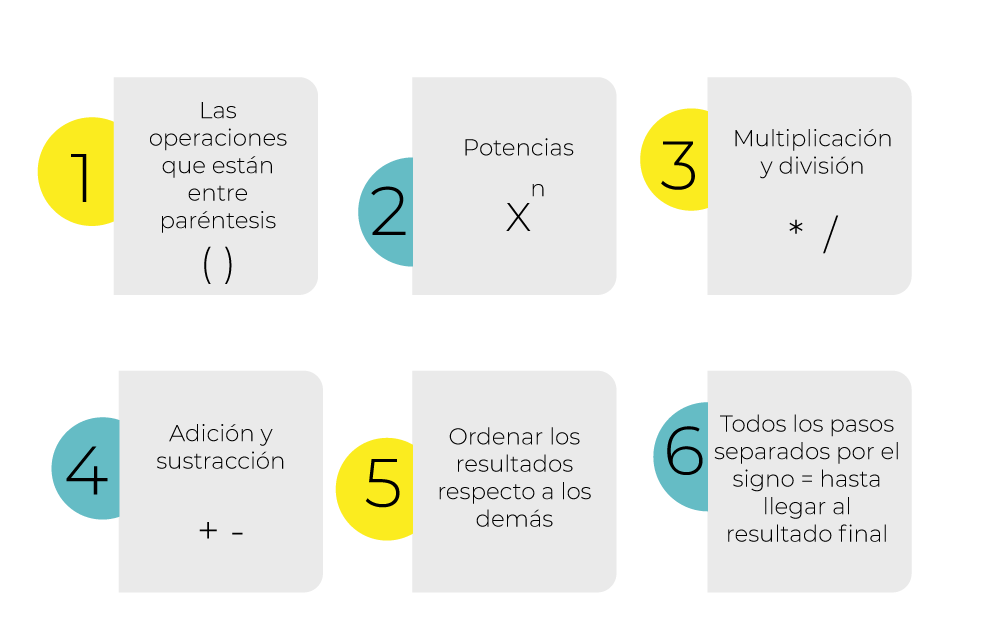 1
Las
operaciones
que están
entre
paréntesis
( )
2
Potencias
Xⁿ
3
Multiplicación
y división
* /
4
Adición y
sustracción
+ -
5
Ordenar los
resultados
respecto a los
demás
6
Todos los pasos
separados por el
signo = hasta
llegar al
resultado final